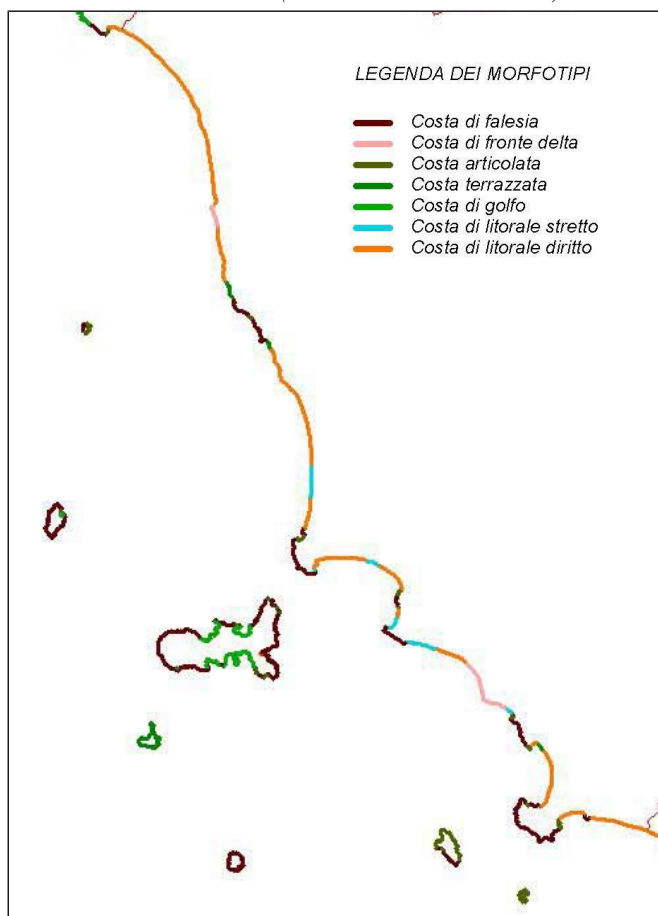 LEGENDA DEI MORFOTIPI
Costa di falesia
Costa di fronte delta
Costa articolata
Costa terrazzata
Costa di golfo
Costa di litorale stretto
Costa di litorale diritto